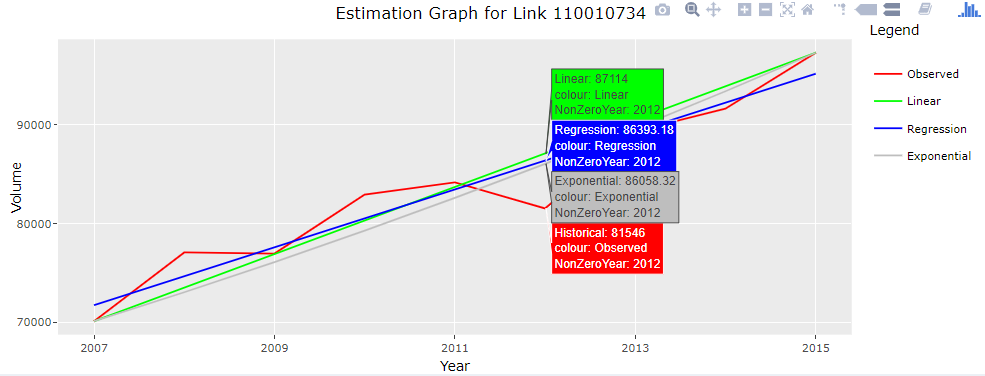 Estimation Graph for Link 110010734
Legend
Observed
Linear
Regression
Exponential
Volume
90000
80000
70000
Linear: 87114
colour: Linear
NonZeroYear: 2012
Regression: 86393.18
colour: Regression
NonZeroYear: 2012
Exponential: 86058.32
colour: Exponential
NonZeroYear: 2012
Historical: 81546
colour: Observed
NonZeroYear: 2012
2007 2009 2011 2013 2015
Year